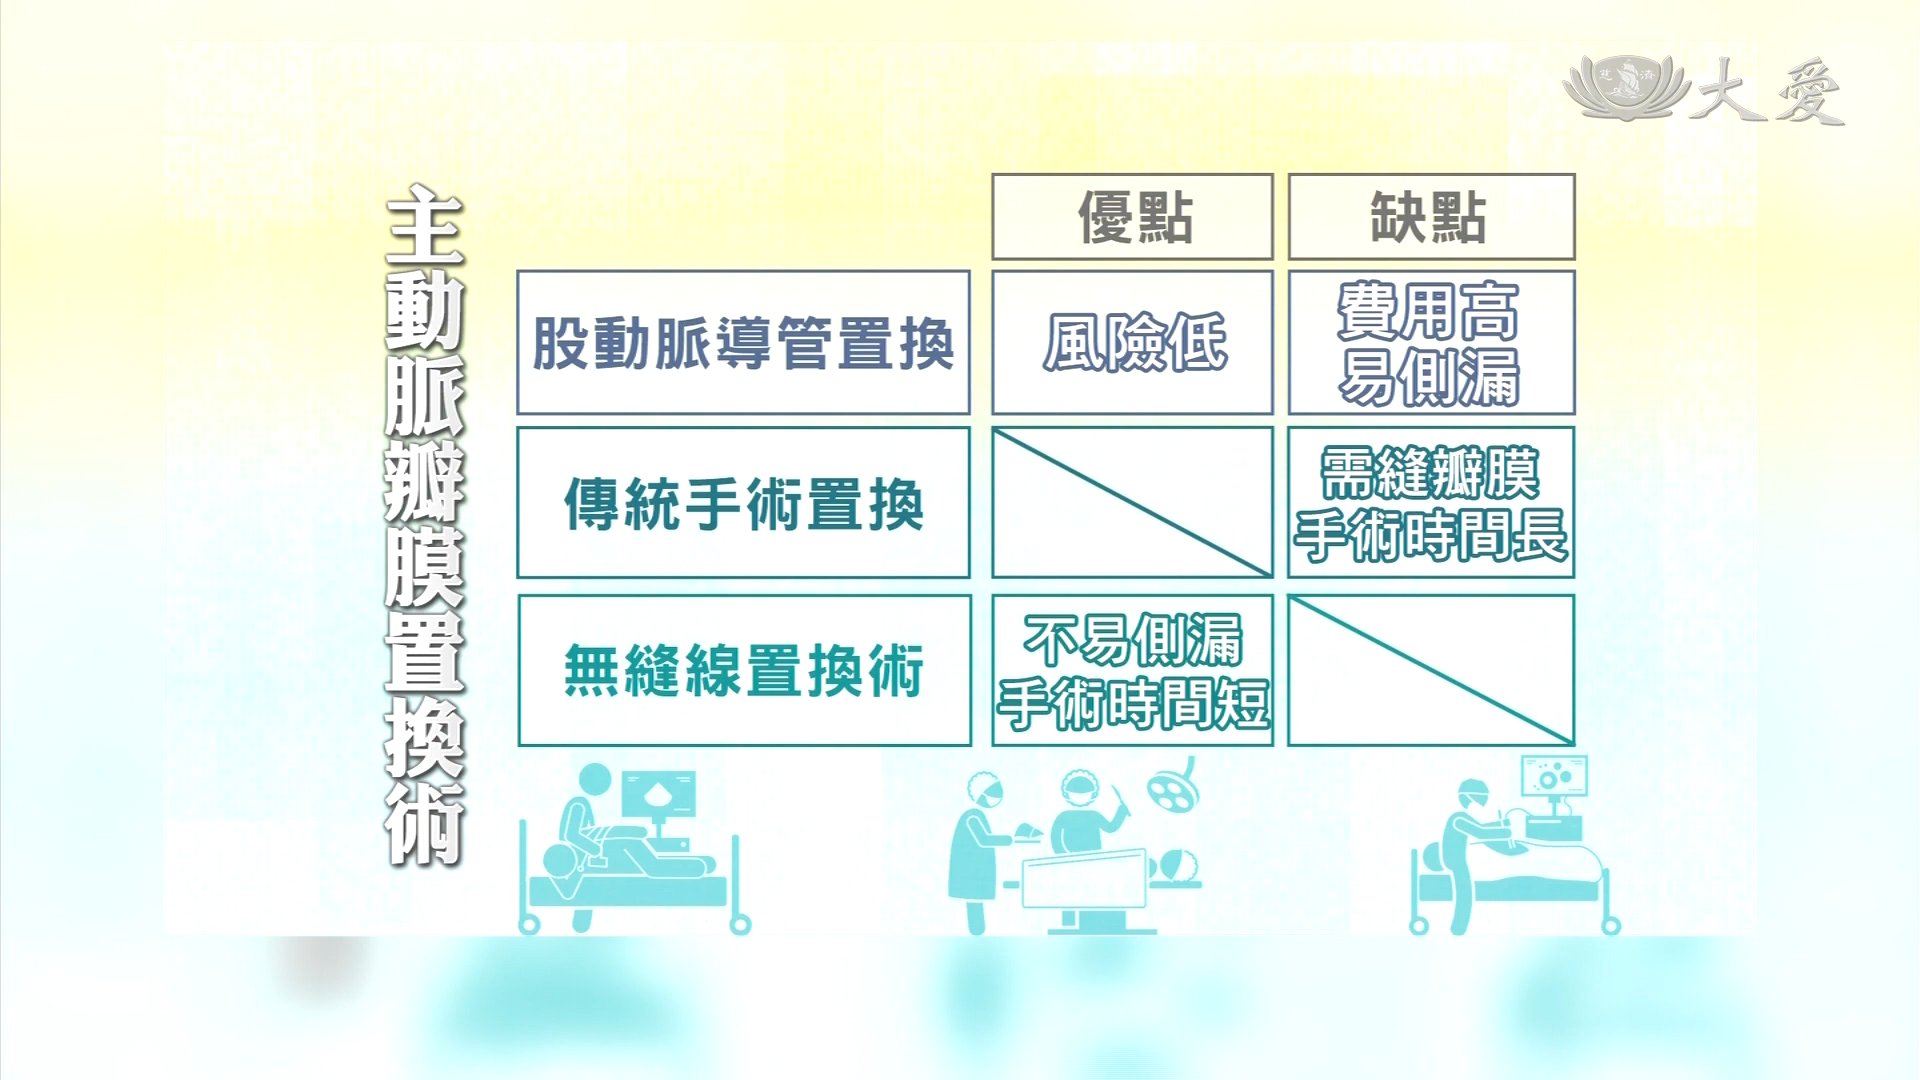 慈濟
大愛
主動脈瓣膜置換術
優點
缺點
股動脈導管置換
風險低
費用高
易側漏
傳統手術置換
需縫瓣膜
手術時間長
無縫線置換術
不易側漏
手術時間短